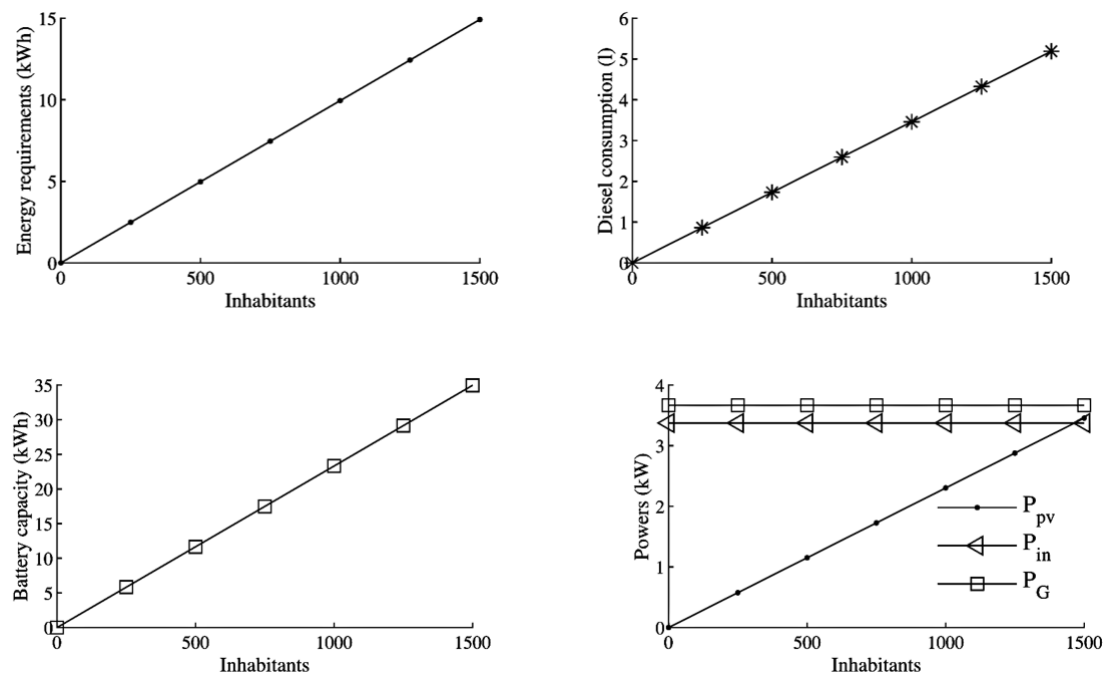 Energy requirements (kWh)
15
10
5
0
0 500 1000 1500
Inhabitants
Diesel consumption (l)
6
5
4
3
2
1
0
0 500 1000 1500
Inhabitants
Battery capacity (kWh)
35
30
25
20
15
10
5
0
0 500 1000 1500
Inhabitants
Powers (kW)
4
3
2
1
0
0 500 1000 1500
Inhabitants
P_pv
P_in
P_G